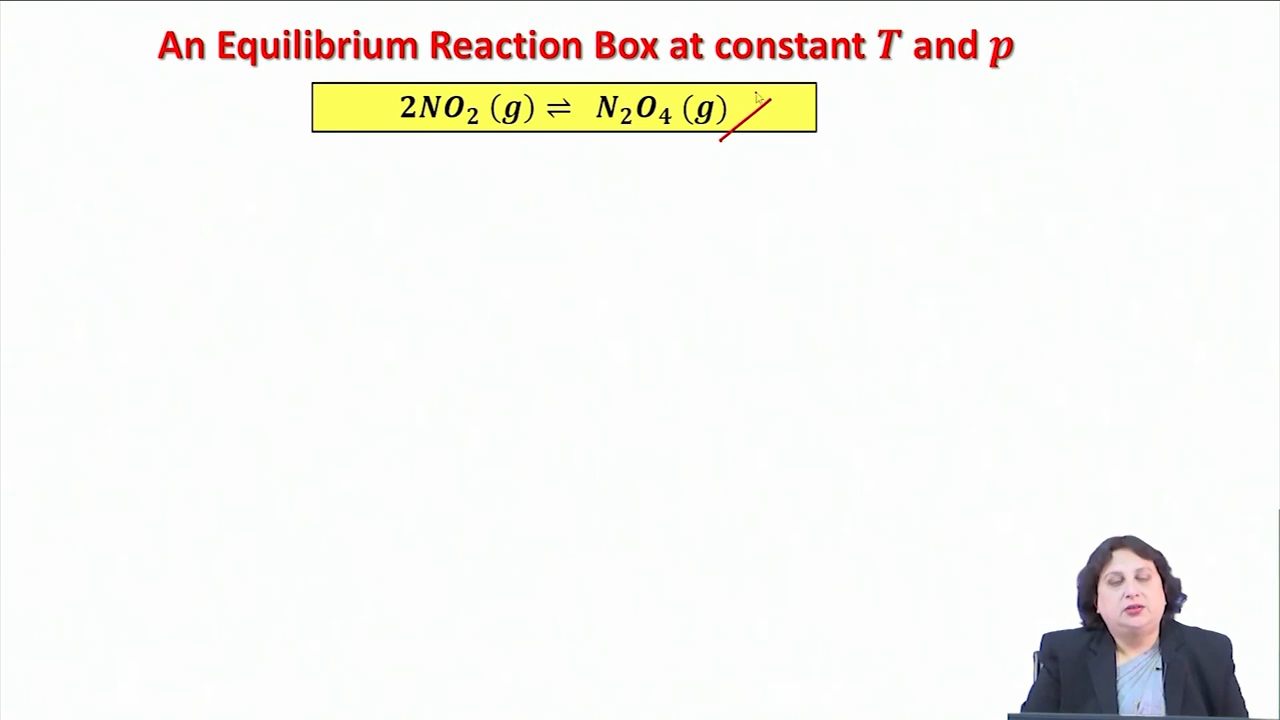 An Equilibrium Reaction Box at constant T and p
2NO₂ (g) ⇌ N₂O₄ (g)